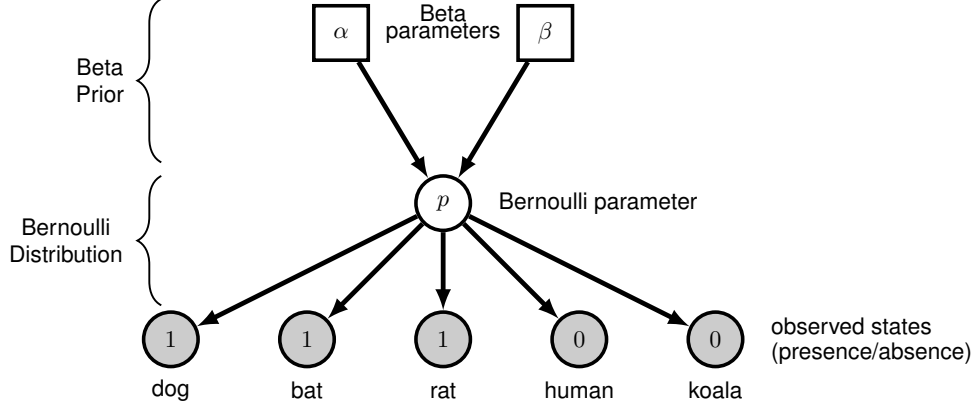 Beta
parameters
α
β
Beta
Prior
p
Bernoulli parameter
Bernoulli
Distribution
1
1
1
0
0
observed states
(presence/absence)
dog
bat
rat
human
koala